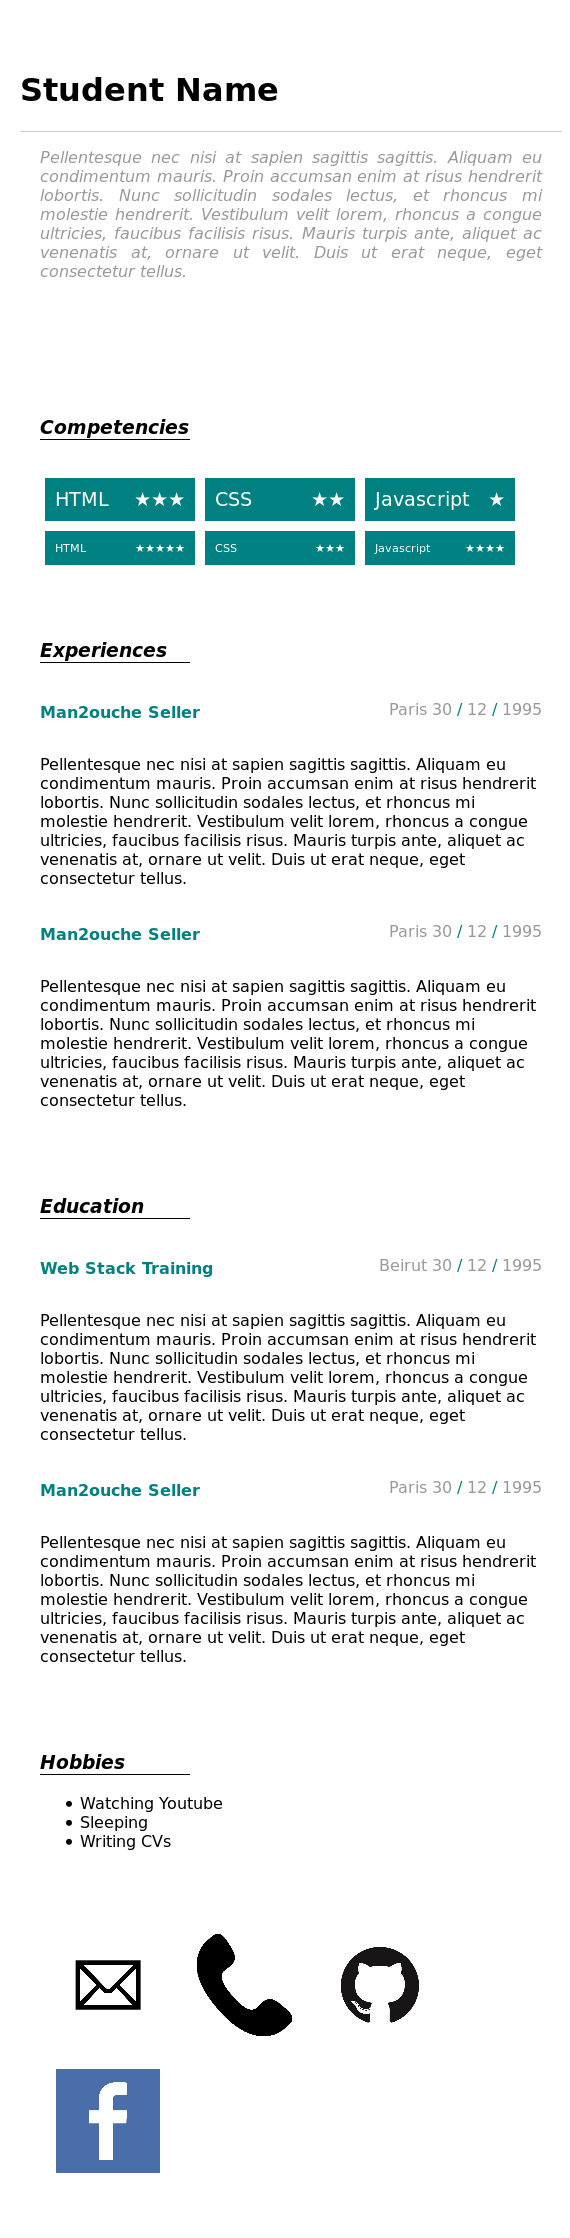 Student Name
Pellentesque nec nisi at sapien sagittis sagittis. Aliquam eu
condimentum mauris. Proin accumsan enim at risus hendrerit
lobortis. Nunc sollicitudin sodales lectus, et rhoncus mi
molestie hendrerit. Vestibulum velit lorem, rhoncus a congue
ultricies, faucibus facilisis risus. Mauris turpis ante, aliquet ac
venenatis at, ornare ut velit. Duis ut erat neque, eget
consectetur tellus.
Competencies
HTML ★★★ CSS ★★ Javascript ★
HTML ★★★★★ CSS ★★★ Javascript ★★★★
Experiences
Man2ouche Seller Paris 30 / 12 / 1995
Pellentesque nec nisi at sapien sagittis sagittis. Aliquam eu
condimentum mauris. Proin accumsan enim at risus hendrerit
lobortis. Nunc sollicitudin sodales lectus, et rhoncus mi
molestie hendrerit. Vestibulum velit lorem, rhoncus a congue
ultricies, faucibus facilisis risus. Mauris turpis ante, aliquet ac
venenatis at, ornare ut velit. Duis ut erat neque, eget
consectetur tellus.
Man2ouche Seller Paris 30 / 12 / 1995
Pellentesque nec nisi at sapien sagittis sagittis. Aliquam eu
condimentum mauris. Proin accumsan enim at risus hendrerit
lobortis. Nunc sollicitudin sodales lectus, et rhoncus mi
molestie hendrerit. Vestibulum velit lorem, rhoncus a congue
ultricies, faucibus facilisis risus. Mauris turpis ante, aliquet ac
venenatis at, ornare ut velit. Duis ut erat neque, eget
consectetur tellus.
Education
Web Stack Training Beirut 30 / 12 / 1995
Pellentesque nec nisi at sapien sagittis sagittis. Aliquam eu
condimentum mauris. Proin accumsan enim at risus hendrerit
lobortis. Nunc sollicitudin sodales lectus, et rhoncus mi
molestie hendrerit. Vestibulum velit lorem, rhoncus a congue
ultricies, faucibus facilisis risus. Mauris turpis ante, aliquet ac
venenatis at, ornare ut velit. Duis ut erat neque, eget
consectetur tellus.
Man2ouche Seller Paris 30 / 12 / 1995
Pellentesque nec nisi at sapien sagittis sagittis. Aliquam eu
condimentum mauris. Proin accumsan enim at risus hendrerit
lobortis. Nunc sollicitudin sodales lectus, et rhoncus mi
molestie hendrerit. Vestibulum velit lorem, rhoncus a congue
ultricies, faucibus facilisis risus. Mauris turpis ante, aliquet ac
venenatis at, ornare ut velit. Duis ut erat neque, eget
consectetur tellus.
Hobbies
• Watching Youtube
• Sleeping
• Writing CVs
f